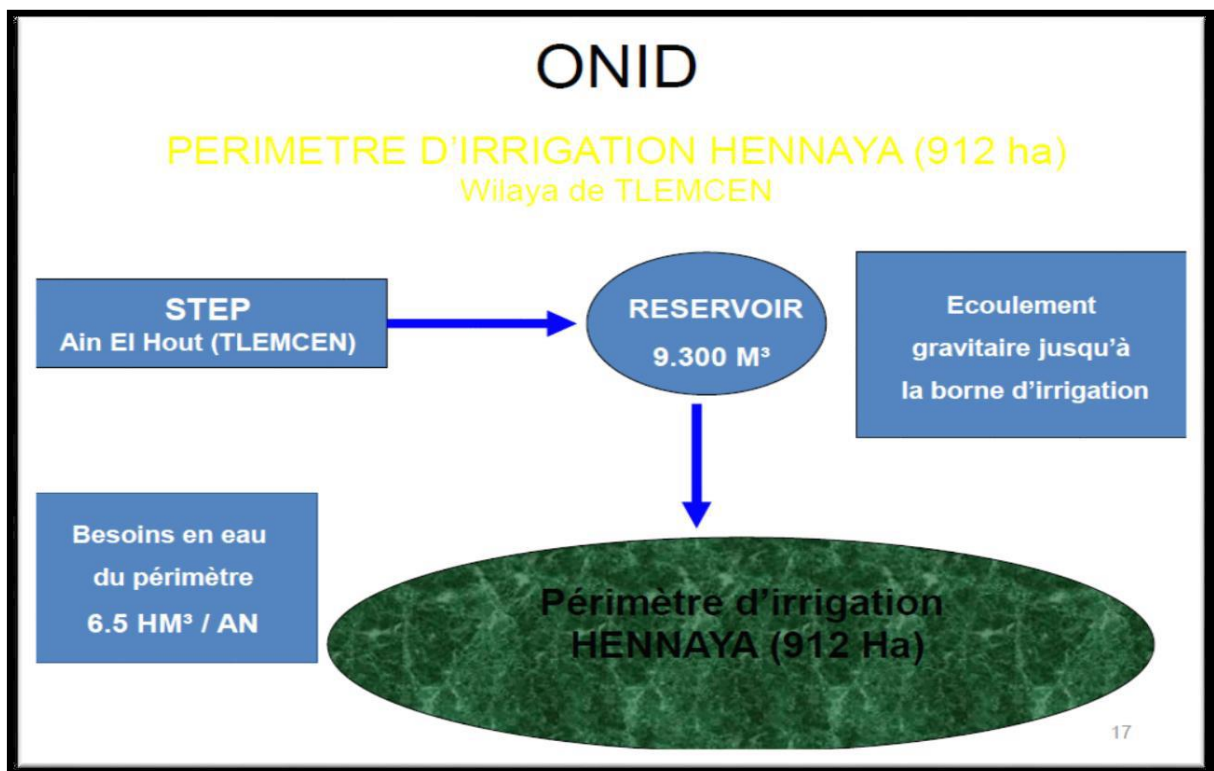 ONID
PERIMETRE D'IRRIGATION HENNAYA (912 ha)
Wilaya de TLEMCEN
STEP
Ain El Hout (TLEMCEN)
RESERVOIR
9.300 M³
Ecoulement
gravitaire jusqu'à
la borne d'irrigation
Besoins en eau
du périmètre
6.5 HM³ / AN
Périmètre d'irrigation
HENNAYA (912 Ha)
17